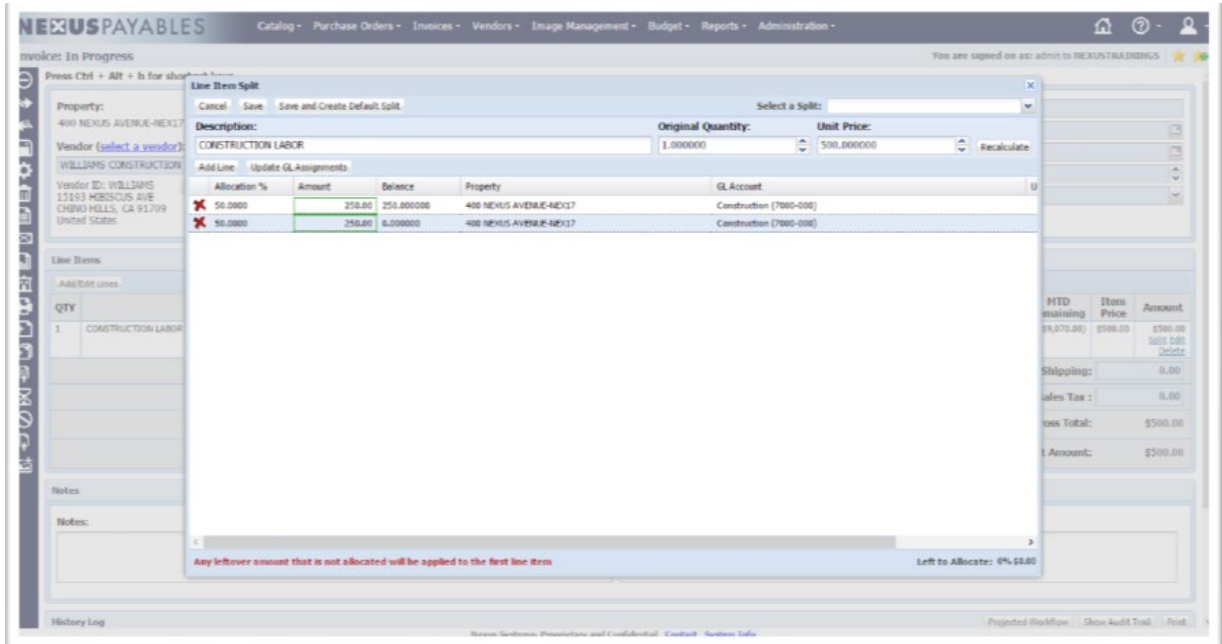 NEXUSPAYABLES
Catalog Purchase Orders Invoices Vendors Image Management Budget Reports Administration
nvoice: In Progress
You are signed on as: admin to NEXUSTRAININGS
Press Ctrl + Alt + h for
Line Item Split
Cancel Save Save and Create Default Split Select a Split:
Property:
400 NEXUS AVENUE-NEX17
Description: Original Quantity: Unit Price:
CONSTRUCTION LABOR 1.000000 500.000000 Recalculate
Vendor (select a vendor):
WILLIAMS CONSTRUCTION
Add Line Update GL Assignments
Vendor ID: WILLIAMS
15193 HIBISCUS AVE
CHINO HILLS, CA 91709
United States
Allocation % Amount Balance Property GL Account U
50.0000 250.00 250.000000 400 NEXUS AVENUE-NEX17 Construction (7000-000)
50.0000 250.00 0.000000 400 NEXUS AVENUE-NEX17 Construction (7000-000)
Line Items
Add/Edit Lines
QTY MTD maining Item Price Amount
1 CONSTRUCTION LABOR $500.00 $500.00
Split Edit
Delete
Shipping: 0.00
ales Tax : 0.00
oss Total: $500.00
t Amount: $500.00
Notes
Notes:
Any leftover amount that is not allocated will be applied to the first line item Left to Allocate: 0% $0.00
History Log Projected Workflow Show Audit Trail Print
Nexus Systems: Proprietary and Confidential Contact System Info